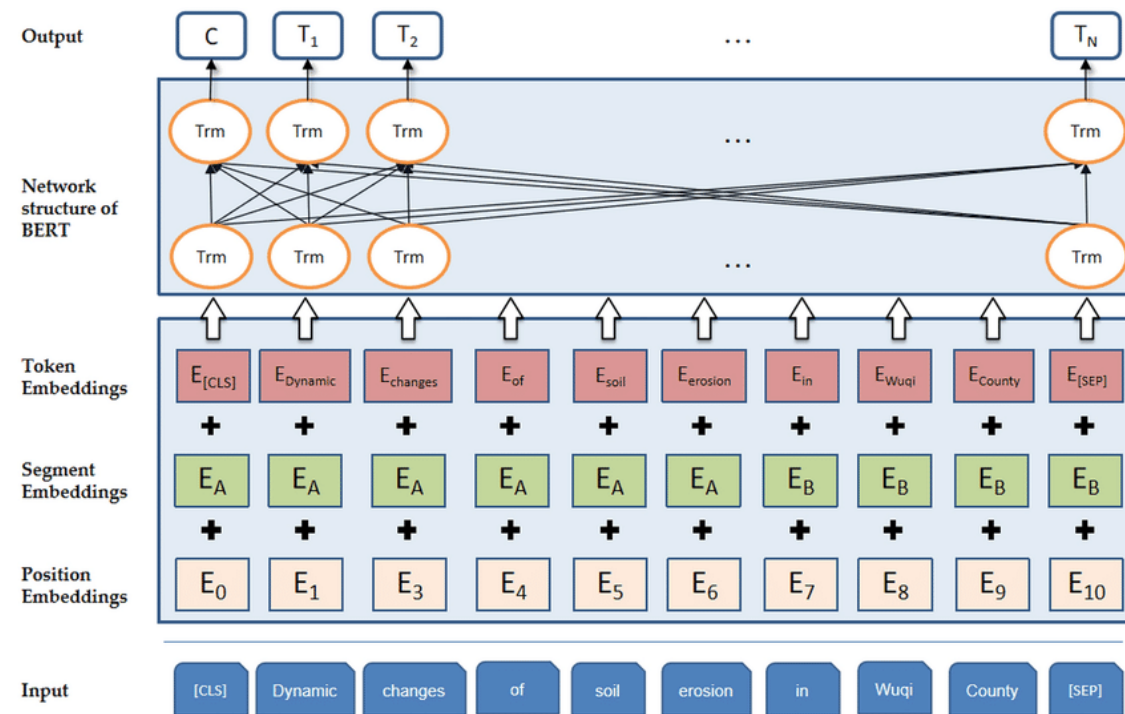 Output C T1 T2 ... TN
Trm Trm Trm ... Trm
Network
structure of
BERT
Trm Trm Trm ... Trm
Token
Embeddings
E[CLS] EDynamic Echanges Eof Esoil Eerosion Ein EWuqi ECounty E[SEP]
+ + + + + + + + + +
Segment
Embeddings
EA EA EA EA EA EA EB EB EB EB
+ + + + + + + + + +
Position
Embeddings
E0 E1 E3 E4 E5 E6 E7 E8 E9 E10
Input [CLS] Dynamic changes of soil erosion in Wuqi County [SEP]